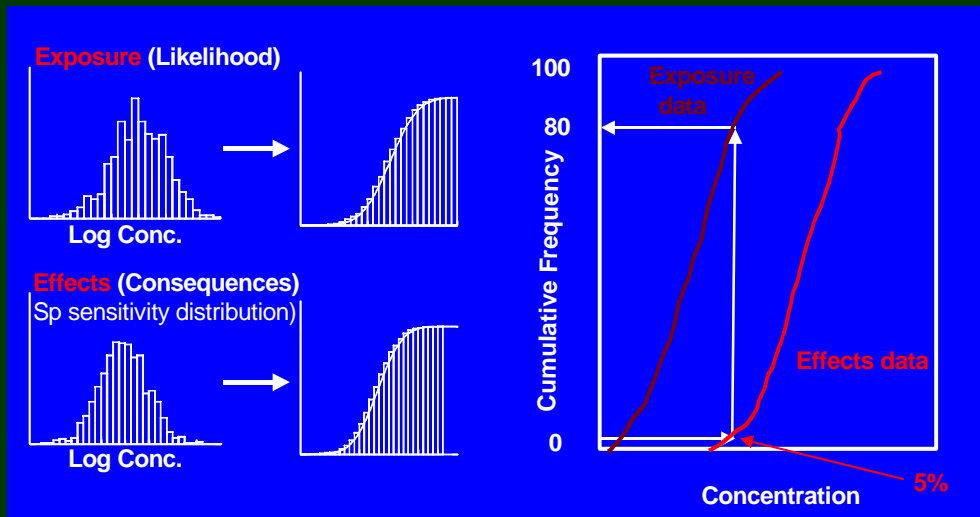 Exposure (Likelihood)
Log Conc.
Effects (Consequences)
Sp sensitivity distribution)
Log Conc.
100
80
0
Cumulative Frequency
Exposure
data
Effects data
5%
Concentration